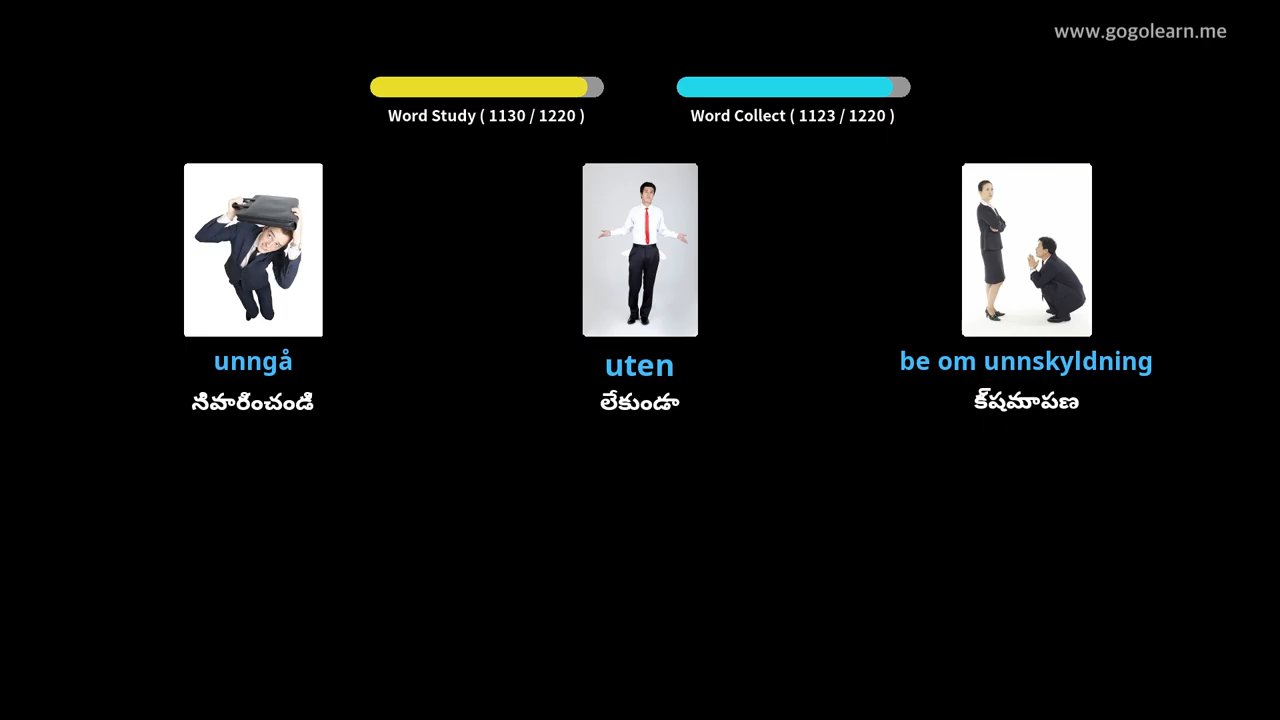 www.gogolearn.me
Word Study ( 1130 / 1220 )
Word Collect ( 1123 / 1220 )
unngå
uten
be om unnskyldning
నివారించండి
లేకుండా
క్షమాపణ